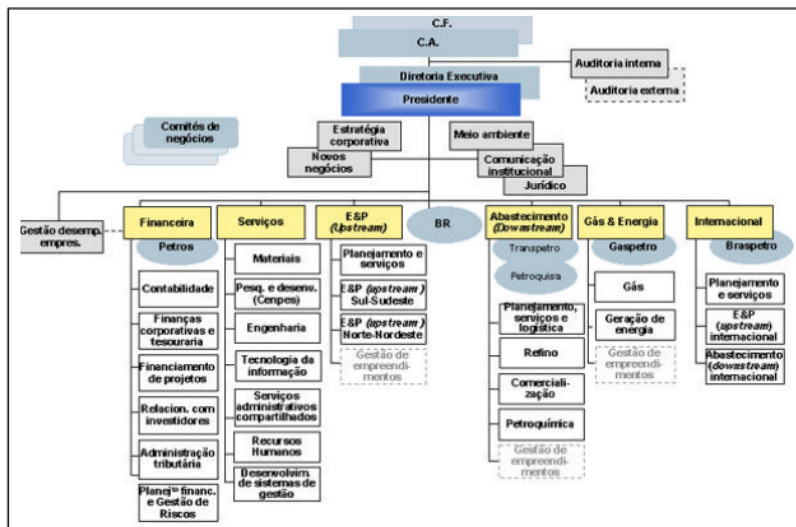 C.F.
C.A.
Auditoria interna
Auditoria externa
Diretoria Executiva
Presidente
Comitês de
negócios
Estratégia
corporativa
Novos
negócios
Meio ambiente
Comunicação
institucional
Jurídico
Gestão desemp.
empres.
Financeira
Petros
Contabilidade
Finanças
corporativas e
tesouraria
Financiamento
de projetos
Relacion. com
investidores
Administração
tributária
Planejto financ.
e Gestão de
Riscos
Serviços
Materiais
Pesq. e desenv.
(Cenpes)
Engenharia
Tecnologia da
informação
Serviços
administrativos
compartilhados
Recursos
Humanos
Desenvolvim.
de sistemas de
gestão
E&P
(Upstream)
Planejamento e
serviços
E&P (upstream)
Sul-Sudeste
E&P (upstream)
Norte-Nordeste
Gestão de
empreendi-
mentos
BR
Abastecimento
(Downstream)
Transpetro
Petroquisa
Planejamento,
serviços e
logística
Refino
Comerciali-
zação
Petroquímica
Gestão de
empreendi-
mentos
Gás & Energia
Gaspetro
Gás
Geração de
energia
Gestão de
empreendi-
mentos
Internacional
Braspetro
Planejamento
e serviços
E&P
(upstream)
internacional
Abastecimento
(downstream)
internacional